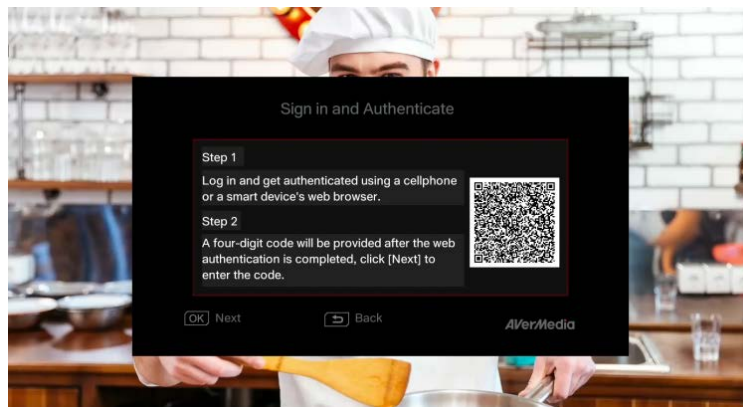 Sign in and Authenticate
Step 1
Log in and get authenticated using a cellphone
or a smart device's web browser.
Step 2
A four-digit code will be provided after the web
authentication is completed, click [Next] to
enter the code.
OK Next Back
AVerMedia